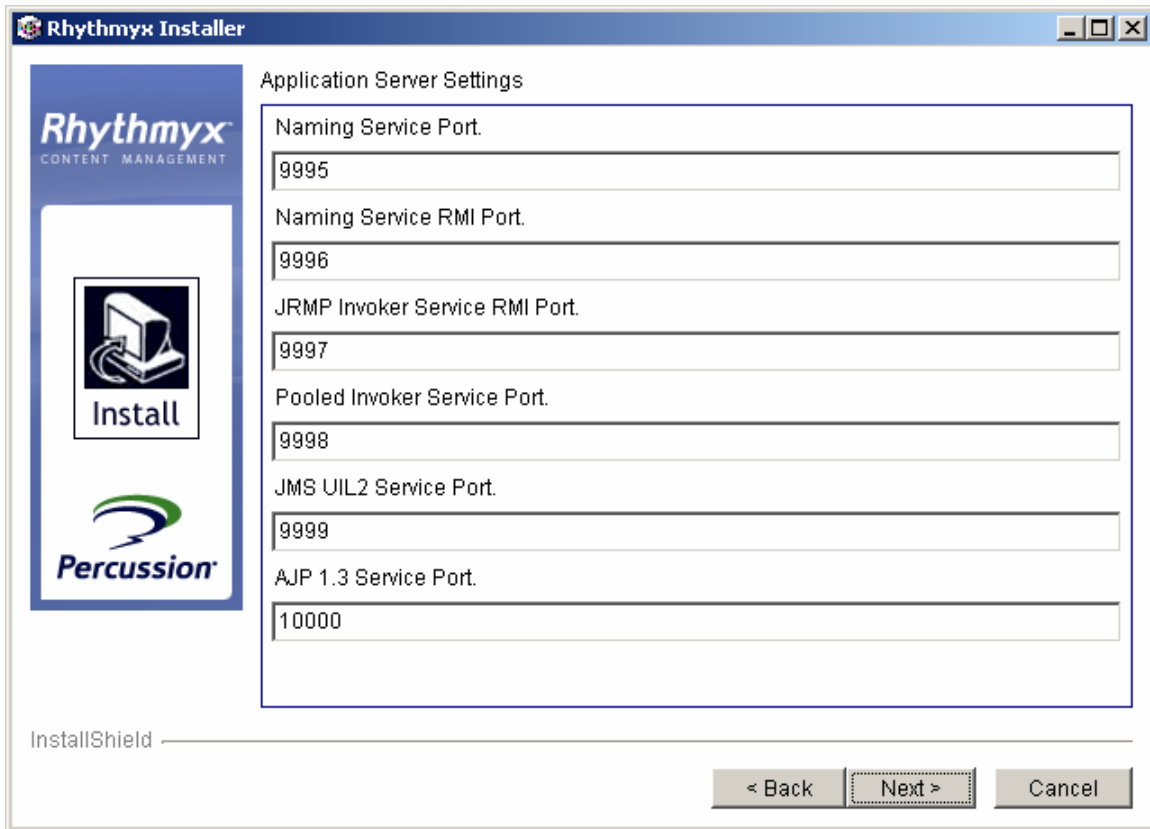 Rhythmyx Installer
Rhythmyx
CONTENT MANAGEMENT
Install
Percussion
Application Server Settings
Naming Service Port.
9995
Naming Service RMI Port.
9996
JRMP Invoker Service RMI Port.
9997
Pooled Invoker Service Port.
9998
JMS UIL2 Service Port.
9999
AJP 1.3 Service Port.
10000
InstallShield
< Back
Next >
Cancel